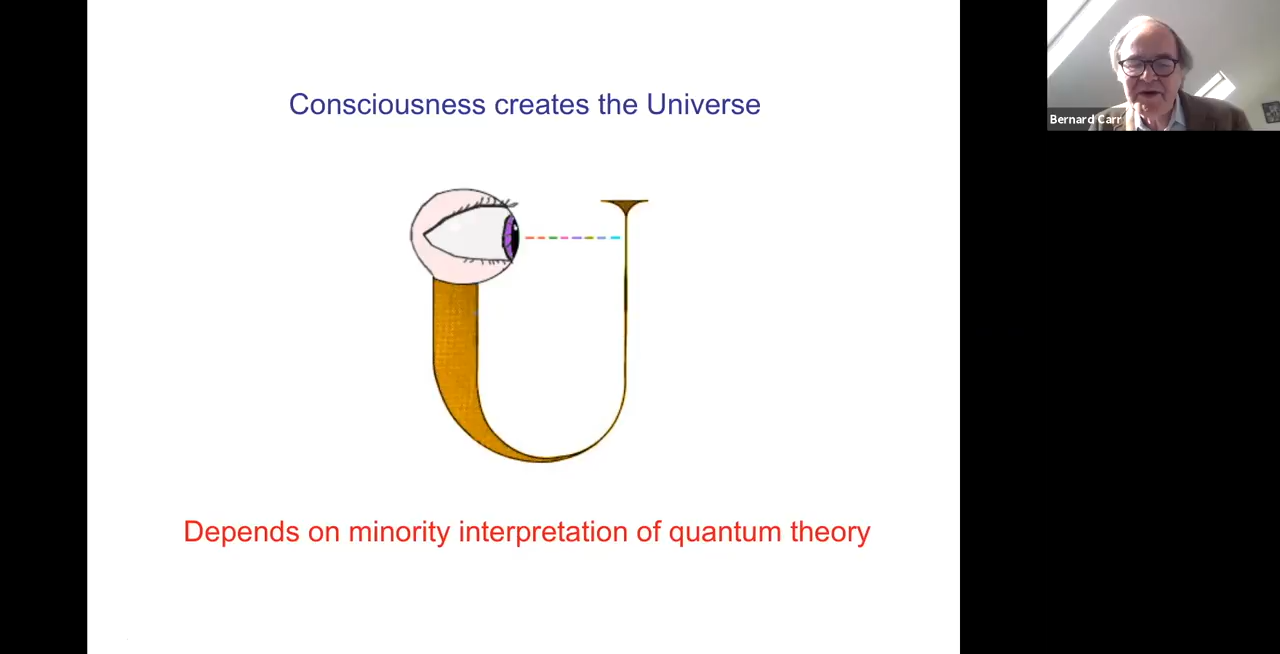 Consciousness creates the Universe
Bernard Carr
Depends on minority interpretation of quantum theory